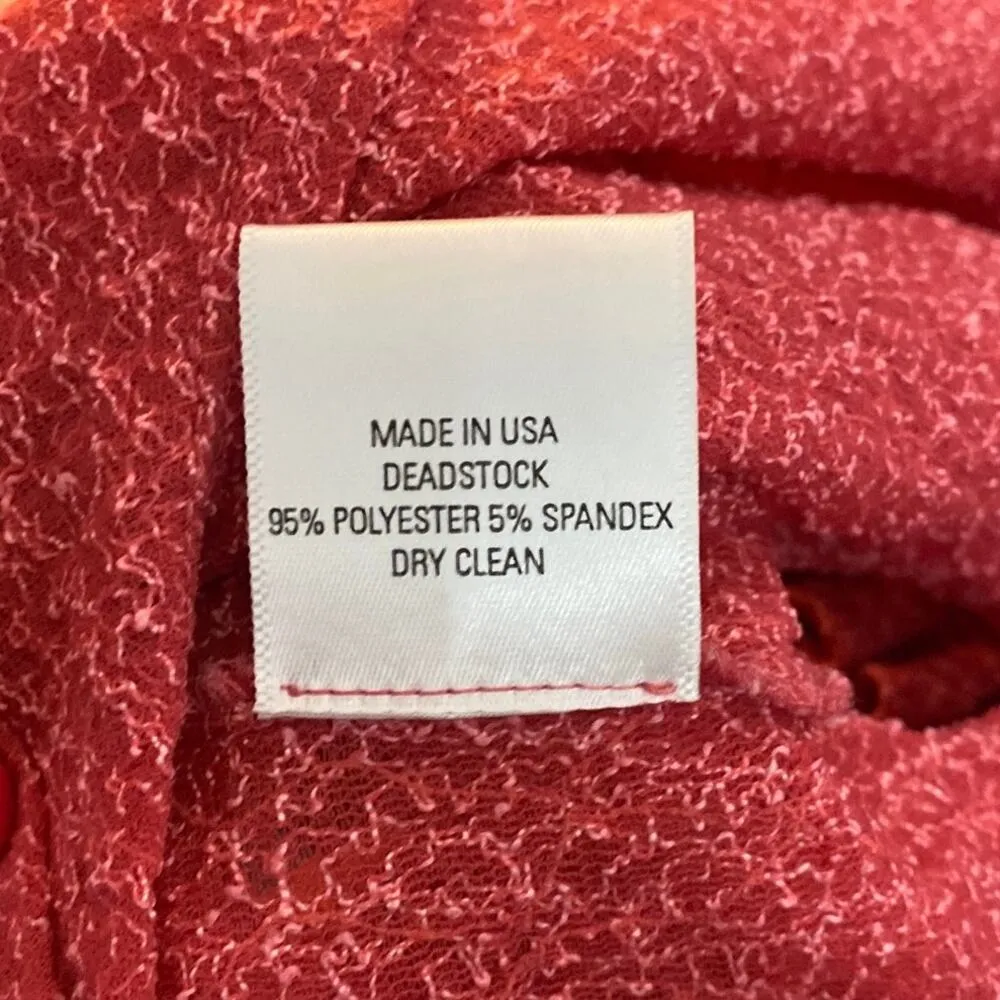 MADE IN USA
DEADSTOCK
95% POLYESTER 5% SPANDEX
DRY CLEAN